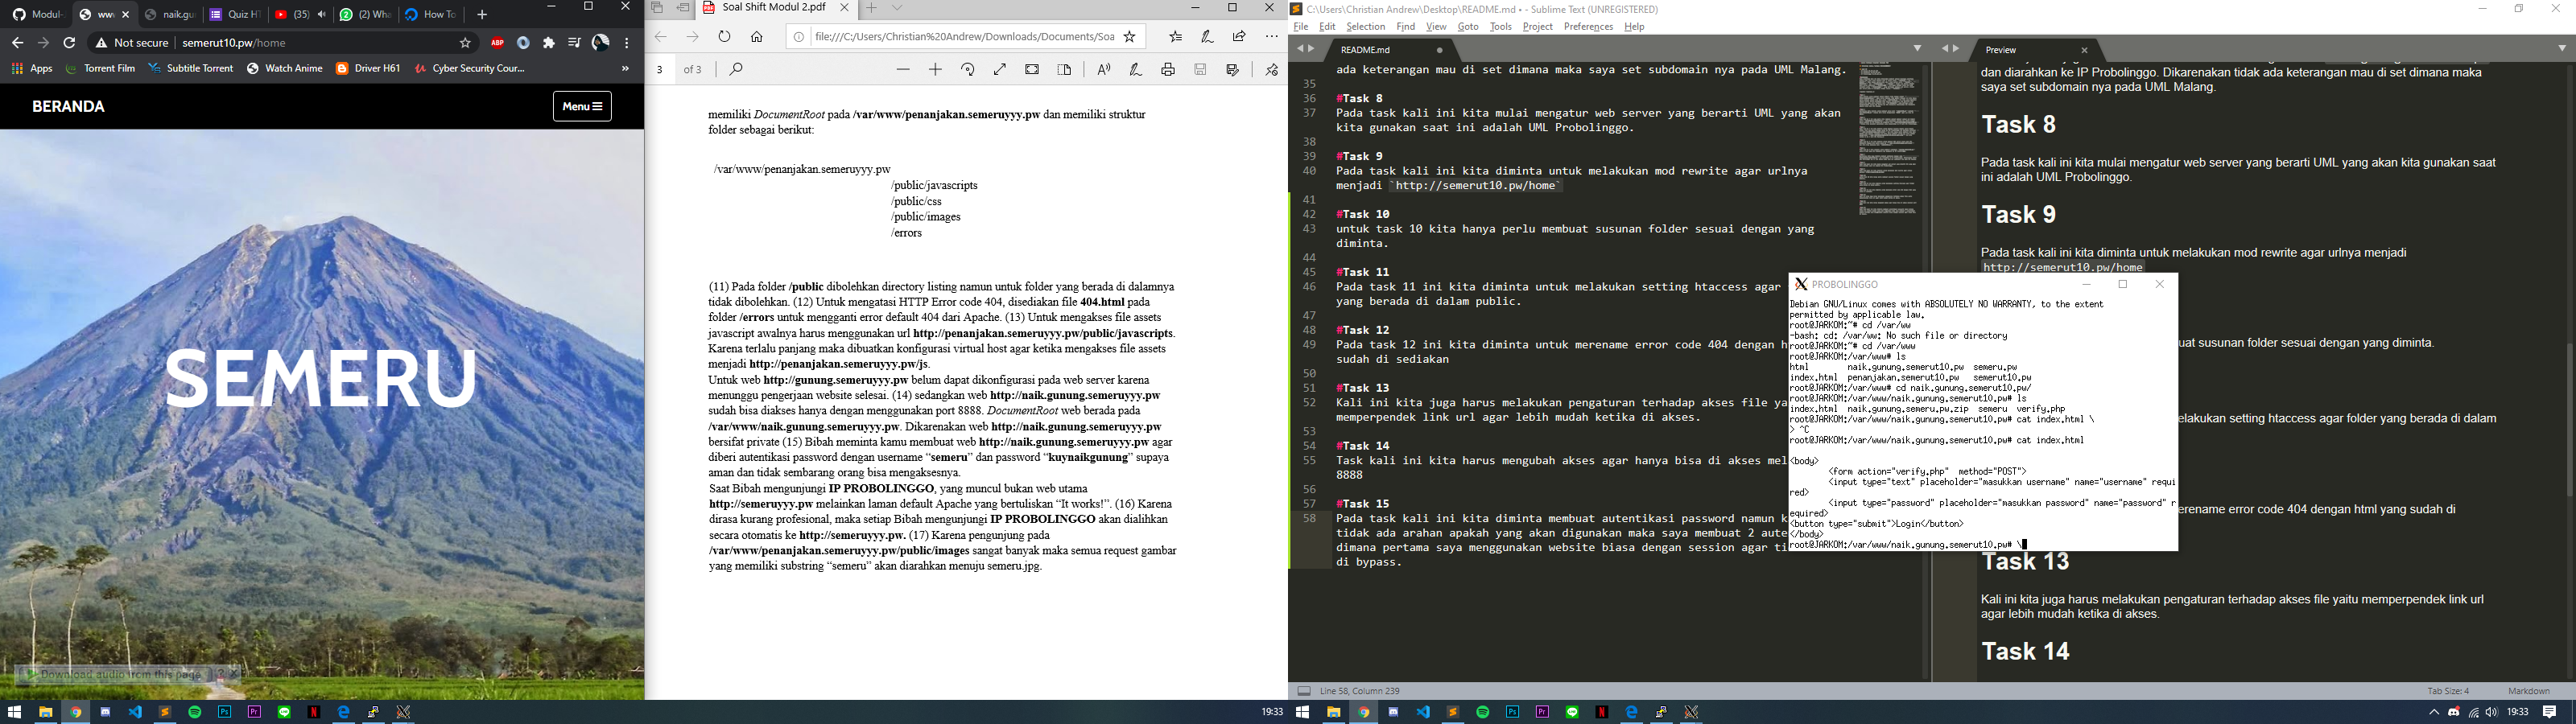 Modul-
ww
naik.gu
Quiz HT
(35)
(2) Wha
How To
Not secure
semerut10.pw/home
Apps
Torrent Film
Subtitle Torrent
Watch Anime
Driver H61
Cyber Security Cour...
»
BERANDA
Menu
SEMERU
Download audio from this page
?
Soal Shift Modul 2.pdf
file:///C:/Users/Christian%20Andrew/Downloads/Documents/Soa
3
of 3
memiliki DocumentRoot pada /var/www/penanjakan.semeruyyy.pw dan memiliki struktur
folder sebagai berikut:
/var/www/penanjakan.semeruyyy.pw
/public/javascripts
/public/css
/public/images
/errors
(11) Pada folder /public dibolehkan directory listing namun untuk folder yang berada di dalamnya
tidak dibolehkan. (12) Untuk mengatasi HTTP Error code 404, disediakan file 404.html pada
folder /errors untuk mengganti error default 404 dari Apache. (13) Untuk mengakses file assets
javascript awalnya harus menggunakan url http://penanjakan.semeruyyy.pw/public/javascripts.
Karena terlalu panjang maka dibuatkan konfigurasi virtual host agar ketika mengakses file assets
menjadi http://penanjakan.semeruyyy.pw/js.
Untuk web http://gunung.semeruyyy.pw belum dapat dikonfigurasi pada web server karena
menunggu pengerjaan website selesai. (14) sedangkan web http://naik.gunung.semeruyyy.pw
sudah bisa diakses hanya dengan menggunakan port 8888. DocumentRoot web berada pada
/var/www/naik.gunung.semeruyyy.pw. Dikarenakan web http://naik.gunung.semeruyyy.pw
bersifat private (15) Bibah meminta kamu membuat web http://naik.gunung.semeruyyy.pw agar
diberi autentikasi password dengan username “semeru” dan password “kuynaikgunung” supaya
aman dan tidak sembarang orang bisa mengaksesnya.
Saat Bibah mengunjungi IP PROBOLINGGO, yang muncul bukan web utama
http://semeruyyy.pw melainkan laman default Apache yang bertuliskan “It works!”. (16) Karena
dirasa kurang profesional, maka setiap Bibah mengunjungi IP PROBOLINGGO akan dialihkan
secara otomatis ke http://semeruyyy.pw. (17) Karena pengunjung pada
/var/www/penanjakan.semeruyyy.pw/public/images sangat banyak maka semua request gambar
yang memiliki substring “semeru” akan diarahkan menuju semeru.jpg.
19:33
C:\Users\Christian Andrew\Desktop\README.md • - Sublime Text (UNREGISTERED)
File Edit Selection Find View Goto Tools Project Preferences Help
README.md
ada keterangan mau di set dimana maka saya set subdomain nya pada UML Malang.
35
36 #Task 8
37 Pada task kali ini kita mulai mengatur web server yang berarti UML yang akan
kita gunakan saat ini adalah UML Probolinggo.
38
39 #Task 9
40 Pada task kali ini kita diminta untuk melakukan mod rewrite agar urlnya
menjadi `http://semerut10.pw/home`
41
42 #Task 10
43 untuk task 10 kita hanya perlu membuat susunan folder sesuai dengan yang
diminta.
44
45 #Task 11
46 Pada task 11 ini kita diminta untuk melakukan setting htaccess agar
yang berada di dalam public.
47
48 #Task 12
49 Pada task 12 ini kita diminta untuk merename error code 404 dengan h
sudah di sediakan
50
51 #Task 13
52 Kali ini kita juga harus melakukan pengaturan terhadap akses file ya
memperpendek link url agar lebih mudah ketika di akses.
53
54 #Task 14
55 Task kali ini kita harus mengubah akses agar hanya bisa di akses mel
8888
56
57 #Task 15
58 Pada task kali ini kita diminta membuat autentikasi password namun k
tidak ada arahan apakah yang akan digunakan maka saya membuat 2 aute
dimana pertama saya menggunakan website biasa dengan session agar ti
di bypass.
Line 58, Column 239
Preview
dan diarahkan ke IP Probolinggo. Dikarenakan tidak ada keterangan mau di set dimana maka
saya set subdomain nya pada UML Malang.
Task 8
Pada task kali ini kita mulai mengatur web server yang berarti UML yang akan kita gunakan saat
ini adalah UML Probolinggo.
Task 9
Pada task kali ini kita diminta untuk melakukan mod rewrite agar urlnya menjadi
http://semerut10.pw/home
uat susunan folder sesuai dengan yang diminta.
elakukan setting htaccess agar folder yang berada di dalam
erename error code 404 dengan html yang sudah di
Task 13
Kali ini kita juga harus melakukan pengaturan terhadap akses file yaitu memperpendek link url
agar lebih mudah ketika di akses.
Task 14
PROBOLINGGO
Debian GNU/Linux comes with ABSOLUTELY NO WARRANTY, to the extent
permitted by applicable law.
root@JARKOM:~# cd /var/ww
-bash: cd: /var/ww: No such file or directory
root@JARKOM:~# cd /var/www
root@JARKOM:/var/www# ls
html naik.gunung.semerut10.pw semeru.pw
index.html penanjakan.semerut10.pw semerut10.pw
root@JARKOM:/var/www# cd naik.gunung.semerut10.pw/
root@JARKOM:/var/www/naik.gunung.semerut10.pw# ls
index.html naik.gunung.semeru.pw.zip semeru verify.php
root@JARKOM:/var/www/naik.gunung.semerut10.pw# cat index.html \
> ^C
root@JARKOM:/var/www/naik.gunung.semerut10.pw# cat index.html
<body>
<form action="verify.php" method="POST">
<input type="text" placeholder="masukkan username" name="username" requi
red>
<input type="password" placeholder="masukkan password" name="password" r
equired>
<button type="submit">Login</button>
</body>
root@JARKOM:/var/www/naik.gunung.semerut10.pw# \
Tab Size: 4
Markdown
19:33